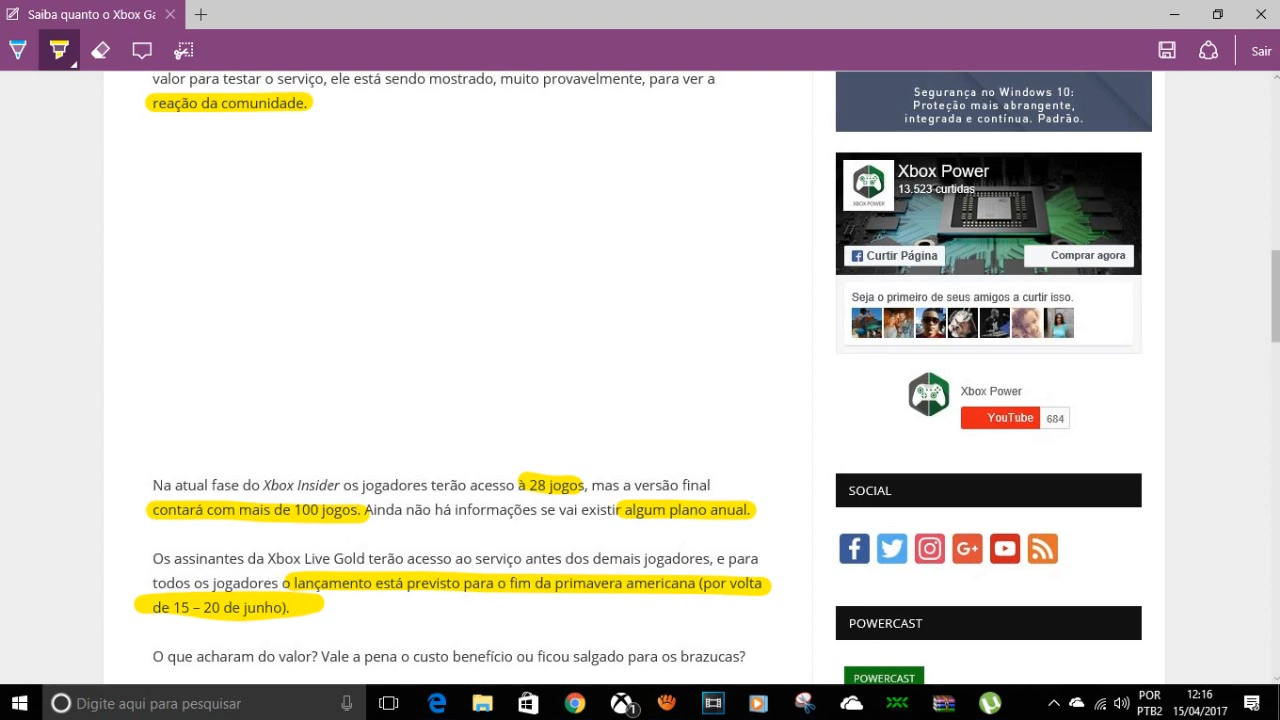 Saiba quanto o Xbox Ga
Sair
valor para testar o serviço, ele está sendo mostrado, muito provavelmente, para ver a
reação da comunidade.
Na atual fase do Xbox Insider os jogadores terão acesso à 28 jogos, mas a versão final
contará com mais de 100 jogos. Ainda não há informações se vai existir algum plano anual.
Os assinantes da Xbox Live Gold terão acesso ao serviço antes dos demais jogadores, e para
todos os jogadores o lançamento está previsto para o fim da primavera americana (por volta
de 15 – 20 de junho).
O que acharam do valor? Vale a pena o custo benefício ou ficou salgado para os brazucas?
Segurança no Windows 10:
Proteção mais abrangente,
integrada e contínua. Padrão.
XBOX POWER
Xbox Power
13.523 curtidas
Curtir Página
Comprar agora
Seja o primeiro de seus amigos a curtir isso.
Xbox Power
YouTube 684
SOCIAL
POWERCAST
POWERCAST
Digite aqui para pesquisar
1
POR
PTB2
12:16
15/04/2017